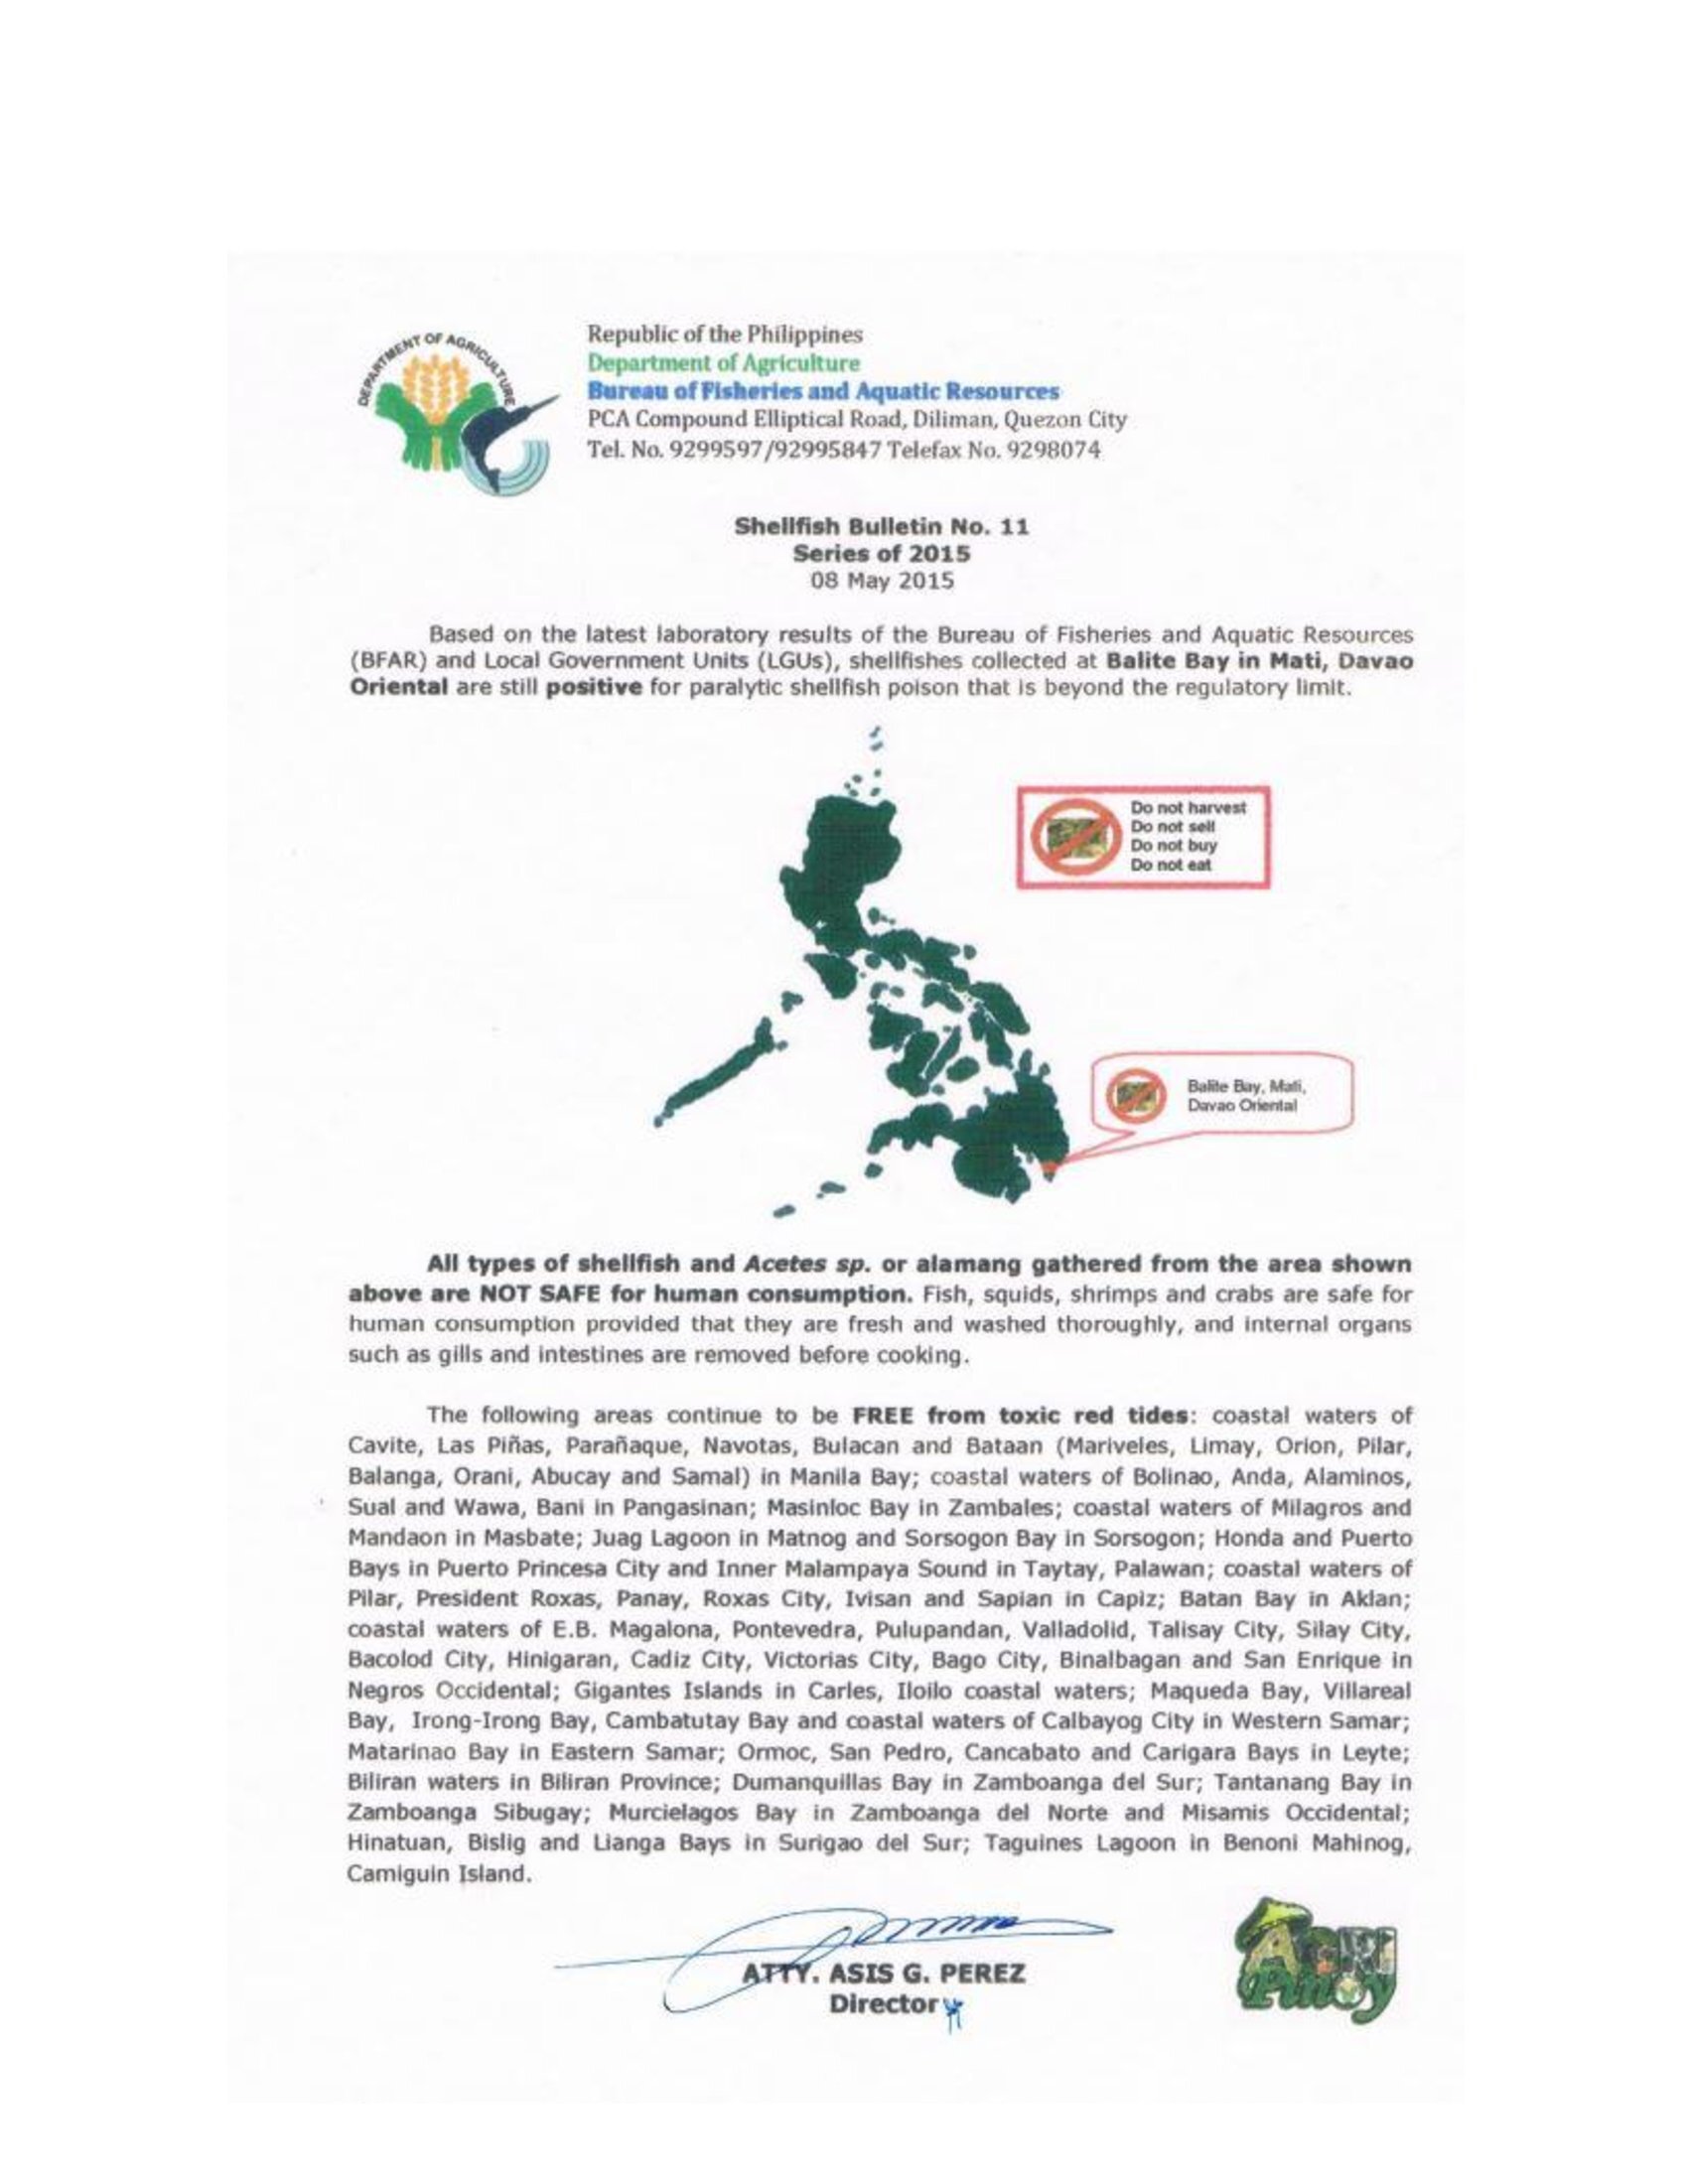 DEPARTMENT OF AGRICULTURE
Republic of the Philippines
Department of Agriculture
Bureau of Fisheries and Aquatic Resources
PCA Compound Elliptical Road, Diliman, Quezon City
Tel. No. 9299597/92995847 Telefax No. 9298074
Shellfish Bulletin No. 11
Series of 2015
08 May 2015
Based on the latest laboratory results of the Bureau of Fisheries and Aquatic Resources
(BFAR) and Local Government Units (LGUs), shellfishes collected at Balite Bay in Mati, Davao
Oriental are still positive for paralytic shellfish poison that is beyond the regulatory limit.
Do not harvest
Do not sell
Do not buy
Do not eat
Balite Bay, Mati,
Davao Oriental
All types of shellfish and Acetes sp. or alamang gathered from the area shown
above are NOT SAFE for human consumption. Fish, squids, shrimps and crabs are safe for
human consumption provided that they are fresh and washed thoroughly, and internal organs
such as gills and intestines are removed before cooking.
The following areas continue to be FREE from toxic red tides: coastal waters of
Cavite, Las Piñas, Parañaque, Navotas, Bulacan and Bataan (Mariveles, Limay, Orion, Pilar,
Balanga, Orani, Abucay and Samal) in Manila Bay; coastal waters of Bolinao, Anda, Alaminos,
Sual and Wawa, Bani in Pangasinan; Masinloc Bay in Zambales; coastal waters of Milagros and
Mandaon in Masbate; Juag Lagoon in Matnog and Sorsogon Bay in Sorsogon; Honda and Puerto
Bays in Puerto Princesa City and Inner Malampaya Sound in Taytay, Palawan; coastal waters of
Pilar, President Roxas, Panay, Roxas City, Ivisan and Sapian in Capiz; Batan Bay in Aklan;
coastal waters of E.B. Magalona, Pontevedra, Pulupandan, Valladolid, Talisay City, Silay City,
Bacolod City, Hinigaran, Cadiz City, Victorias City, Bago City, Binalbagan and San Enrique in
Negros Occidental; Gigantes Islands in Carles, Iloilo coastal waters; Maqueda Bay, Villareal
Bay, Irong-Irong Bay, Cambatutay Bay and coastal waters of Calbayog City in Western Samar;
Matarinao Bay in Eastern Samar; Ormoc, San Pedro, Cancabato and Carigara Bays in Leyte;
Biliran waters in Biliran Province; Dumanquillas Bay in Zamboanga del Sur; Tantanang Bay in
Zamboanga Sibugay; Murcielagos Bay in Zamboanga del Norte and Misamis Occidental;
Hinatuan, Bislig and Lianga Bays in Surigao del Sur; Taguines Lagoon in Benoni Mahinog,
Camiguin Island.
ATTY. ASIS G. PEREZ
Director
AGRI
Pinoy